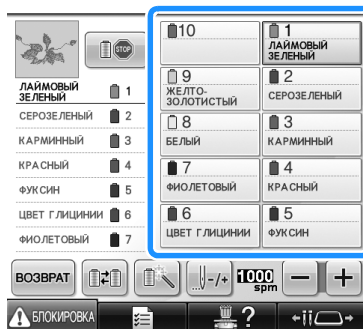 STOP
ЛАЙМОВЫЙ
ЗЕЛЕНЫЙ
1
СЕРОЗЕЛЕНЫЙ 2
КАРМИННЫЙ 3
КРАСНЫЙ 4
ФУКСИН 5
ЦВЕТ ГЛИЦИНИИ 6
ФИОЛЕТОВЫЙ 7
10
1
ЛАЙМОВЫЙ
ЗЕЛЕНЫЙ
9
ЖЕЛТО-
ЗОЛОТИСТЫЙ
2
СЕРОЗЕЛЕНЫЙ
8
БЕЛЫЙ
3
КАРМИННЫЙ
7
ФИОЛЕТОВЫЙ
4
КРАСНЫЙ
6
ЦВЕТ ГЛИЦИНИИ
5
ФУКСИН
ВОЗВРАТ
-/+
1000
spm
− +
БЛОКИРОВКА
?